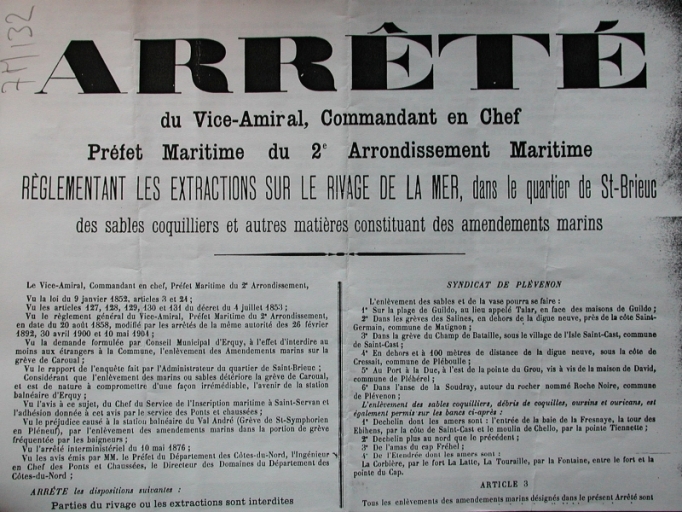 771132
ARRÊTÉ
du Vice-Amiral, Commandant en Chef
Préfet Maritime du 2e Arrondissement Maritime
RÈGLEMENTANT LES EXTRACTIONS SUR LE RIVAGE DE LA MER, dans le quartier de St-Brieuc
des sables coquilliers et autres matières constituant des amendements marins
Le Vice-Amiral, Commandant en chef, Préfet Maritime du 2e Arrondissement,
Vu la loi du 9 janvier 1852, articles 3 et 24 ;
Vu les articles 127, 128, 129, 130 et 131 du décret du 4 juillet 1853 ;
Vu le règlement général du Vice-Amiral, Préfet Maritime du 2e Arrondissement,
en date du 20 août 1858, modifié par les arrêtés de la même autorité des 26 février
1892, 30 avril 1900 et 10 mai 1904 ;
Vu la demande formulée par Conseil Municipal d'Erquy, à l'effet d'interdire au
moins aux étrangers à la Commune, l'enlèvement des Amendements marins sur la
grève de Caroual ;
Vu le rapport de l'enquête fait par l'Administrateur du quartier de Saint-Brieuc ;
Considérant que l'enlèvement des marins ou sables détériore la grève de Caroual,
et est de nature à compromettre d'une façon irrémédiable, l'avenir de la station
balnéaire d'Erquy ;
Vu l'avis à ce sujet, du Chef du Service de l'Inscription maritime à Saint-Servan et
l'adhésion donnée à cet avis par le service des Ponts et chaussées ;
Vu le préjudice causé à la station balnéaire du Val André (Grève de St-Symphorien
en Pléneuf), par l'enlèvement des amendements marins dans la portion de grève
fréquentée par les baigneurs ;
Vu l'arrêté interministériel du 10 mai 1876 ;
Vu les avis émis par MM. le Préfet du Département des Côtes-du-Nord, l'Ingénieur
en Chef des Ponts et Chaussées, le Directeur des Domaines du Département des
Côtes-du-Nord ;
ARRÊTE les dispositions suivantes :
Parties du rivage ou les extractions sont interdites
SYNDICAT DE PLÉVENON
L'enlèvement des sables et de la vase pourra se faire :
1° Sur la plage de Guildo, au lieu appelé Talar, en face des maisons de Guildo ;
2° Dans les grèves des Salines, en dehors de la digue neuve, près de la côte Saint-
Germain, commune de Matignon ;
3° Dans la grève du Champ de Bataille, sous le village de l'Isle Saint-Cast, commune
de Saint-Cast ;
4° En dehors et à 100 mètres de distance de la digue neuve, sous la côte de
Cressail, commune de Pléboulle ;
5° Au Port à la Duc, à l'est de la pointe du Grou, vis à vis de la maison de David,
commune de Pléhérel ;
6° Dans l'anse de la Soudray, autour du rocher nommé Roche Noire, commune
de Plévenon ;
L'enlèvement des sables coquilliers, débris de coquilles, oursins et ouricans, est
également permis sur les bancs ci-après :
1° Dochelin dont les amers sont : l'entrée de la baie de la Fresnaye, la tour des
Ebihens, par la côte de Saint-Cast et le moulin de Chello, par la pointe Tiennette ;
2° Dochelin plus au nord que le précédent ;
3° De l'amas du cap Fréhel ;
4° De l'Etendrée dont les amers sont :
La Corbière, par le fort La Latte, La Teuraille, par la Fontaine, entre le fort et la
pointe du Cap.
ARTICLE 3
Tous les enlèvements des amendements marins désignés dans le présent Arrêté sont